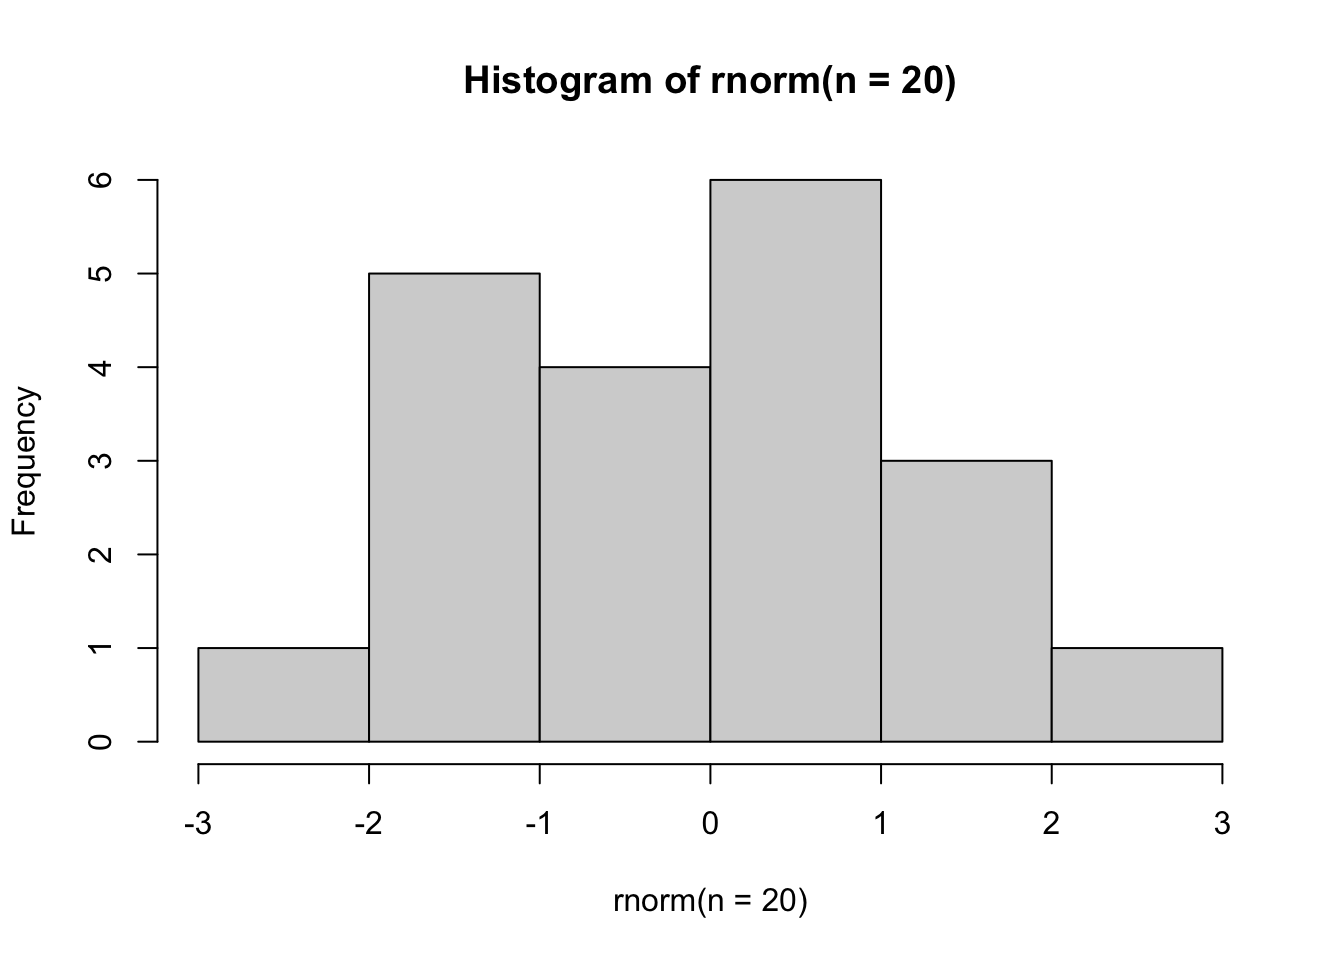 Histogram of rnorm(n = 20)
6
5
4
3
2
1
0
Frequency
-3 -2 -1 0 1 2 3
rnorm(n = 20)